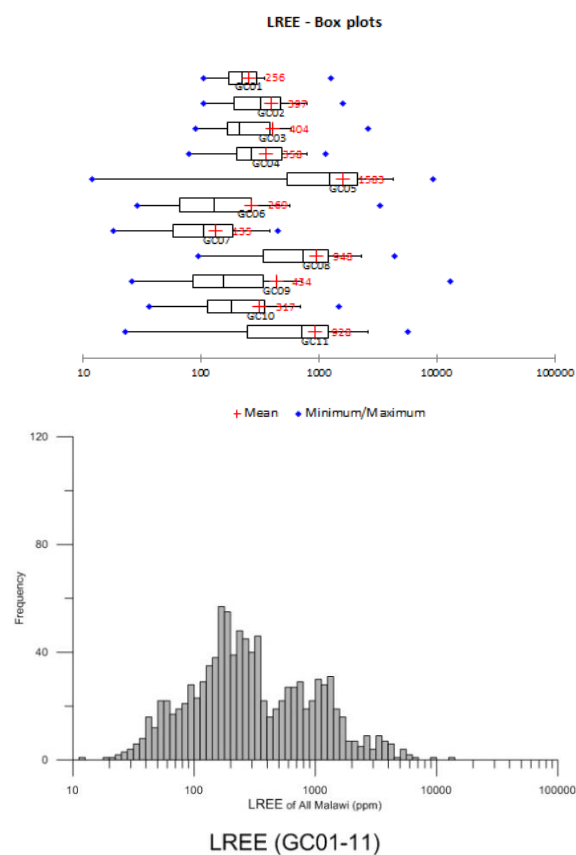 LREE - Box plots
256
GC01
397
GC02
404
GC03
358
GC04
1583
GC05
269
GC06
135
GC07
948
GC08
434
GC09
317
GC10
928
GC11
10 100 1000 10000 100000
Mean Minimum/Maximum
120
80
Frequency
40
0
10 100 1000 10000 100000
LREE of All Malawi (ppm)
LREE (GC01-11)